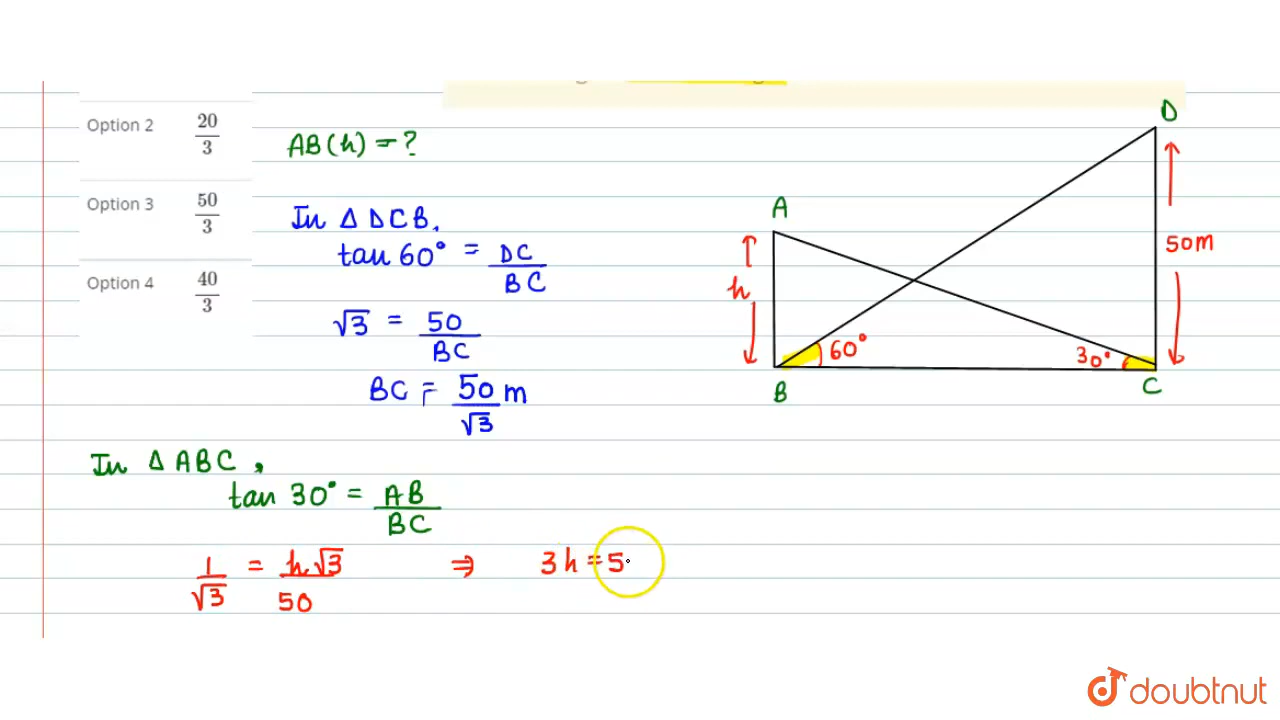 Option 2 20/3
Option 3 50/3
Option 4 40/3
AB(h) = ?
In Δ DCB,
tan 60° = DC/BC
√3 = 50/BC
BC = 50/√3 m
In Δ ABC,
tan 30° = AB/BC
1/√3 = h√3/50 ⇒ 3h = 5
D
A
50m
h
60°
30°
B
C
doubtnut